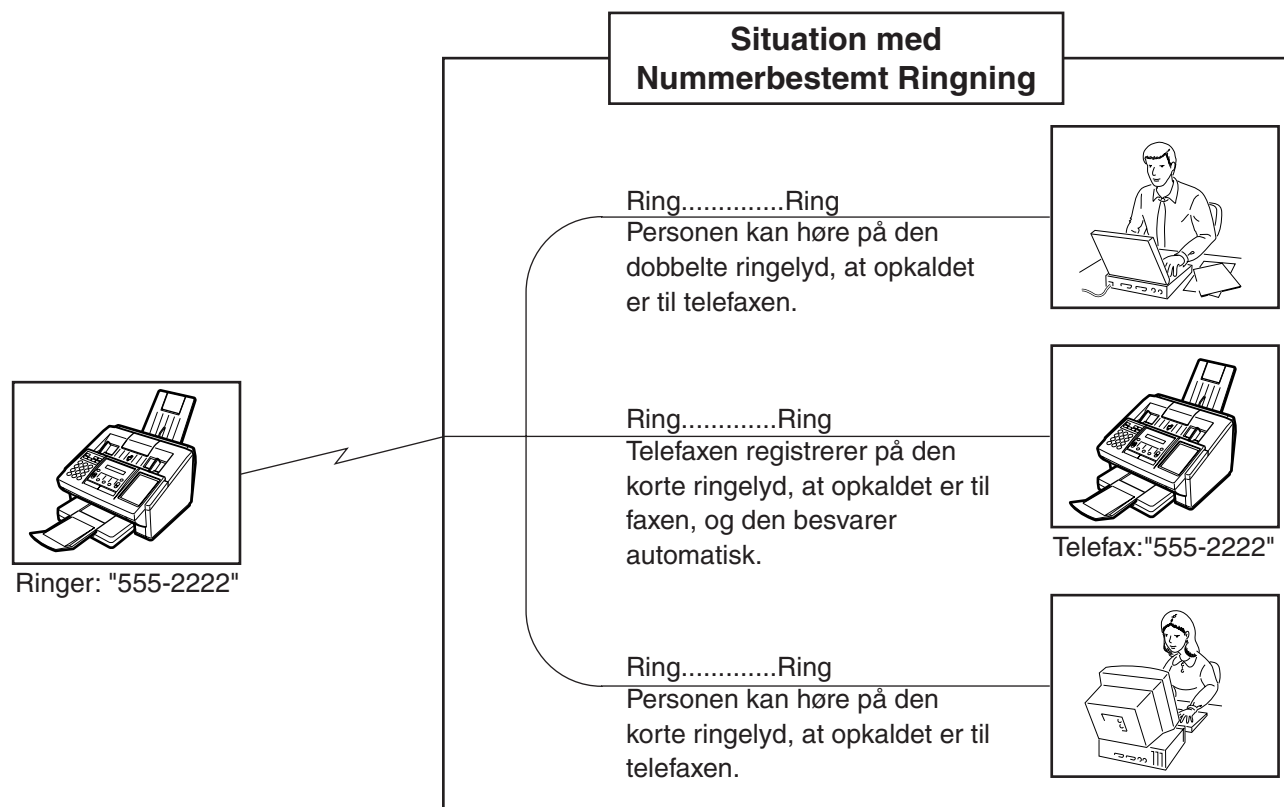 Situation med
Nummerbestemt Ringning
Ring..............Ring
Personen kan høre på den
dobbelte ringelyd, at opkaldet
er til telefaxen.
Ring.............Ring
Telefaxen registrerer på den
korte ringelyd, at opkaldet er til
faxen, og den besvarer
automatisk.
Telefax:"555-2222"
Ringer: "555-2222"
Ring.............Ring
Personen kan høre på den
korte ringelyd, at opkaldet er til
telefaxen.